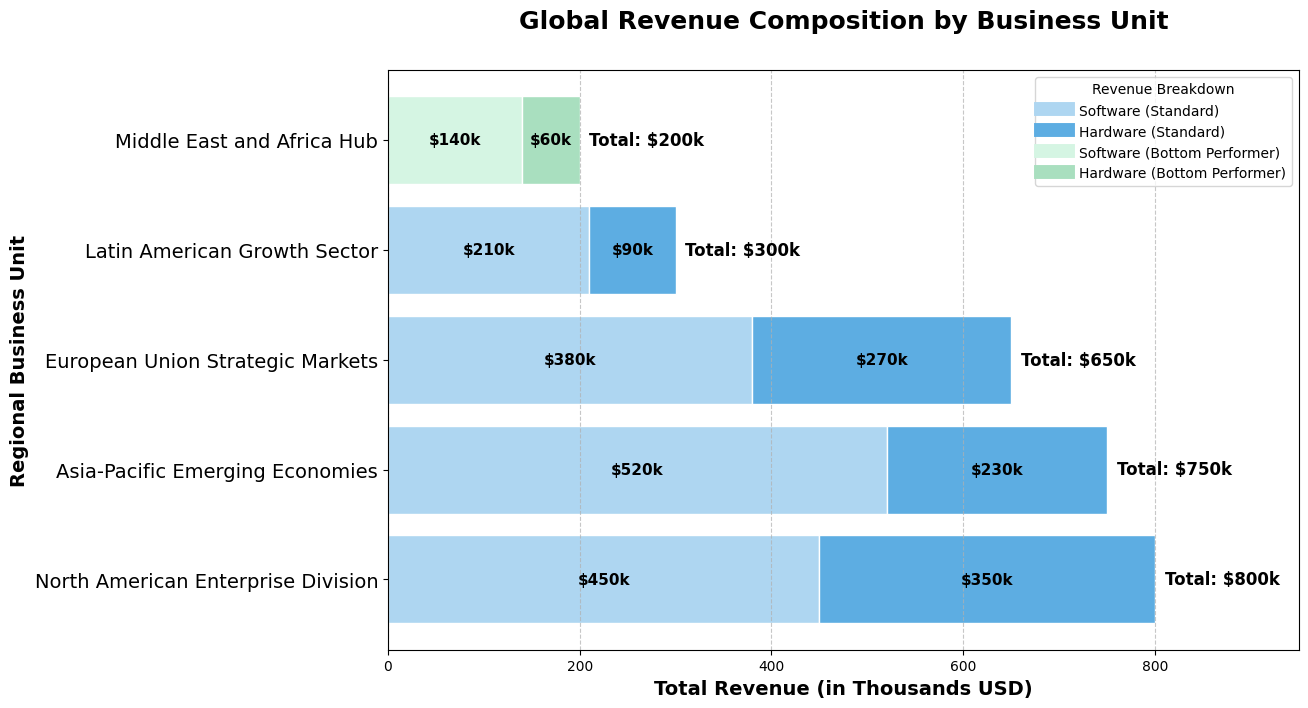 Global Revenue Composition by Business Unit
Revenue Breakdown
Software (Standard)
Hardware (Standard)
Software (Bottom Performer)
Hardware (Bottom Performer)
Regional Business Unit
Middle East and Africa Hub
$140k
$60k
Total: $200k
Latin American Growth Sector
$210k
$90k
Total: $300k
European Union Strategic Markets
$380k
$270k
Total: $650k
Asia-Pacific Emerging Economies
$520k
$230k
Total: $750k
North American Enterprise Division
$450k
$350k
Total: $800k
0
200
400
600
800
Total Revenue (in Thousands USD)